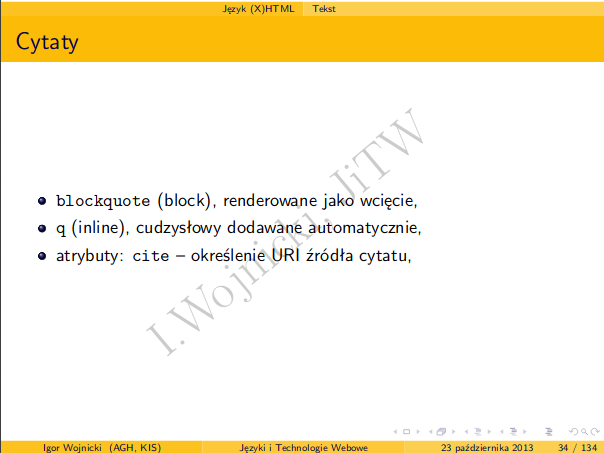 Język (X)HTML Tekst
Cytaty
blockquote (block), renderowane jako wcięcie,
q (inline), cudzysłowy dodawane automatycznie,
atrybuty: cite – określenie URI źródła cytatu,
I.Wojnicki, JiTW
Igor Wojnicki (AGH, KIS) Języki i Technologie Webowe 23 października 2013 34 / 134